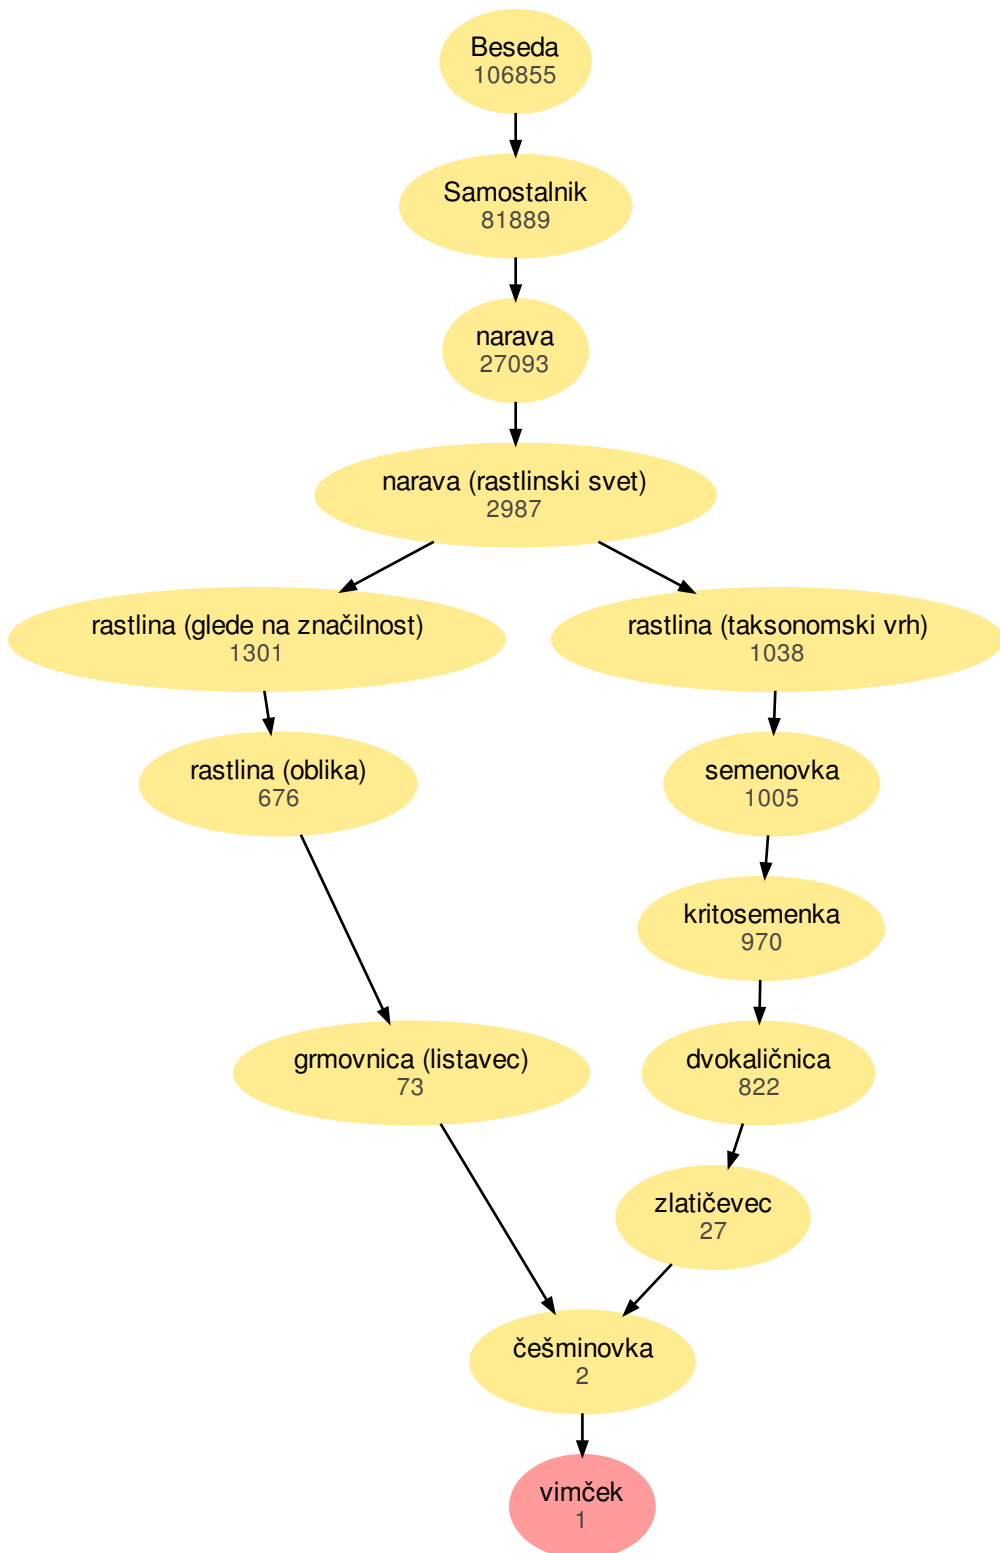 Beseda
106855
Samostalnik
81889
narava
27093
narava (rastlinski svet)
2987
rastlina (glede na značilnost)
1301
rastlina (taksonomski vrh)
1038
rastlina (oblika)
676
semenovka
1005
kritosemenka
970
grmovnica (listavec)
73
dvokaličnica
822
zlatičevec
27
češminovka
2
vimček
1